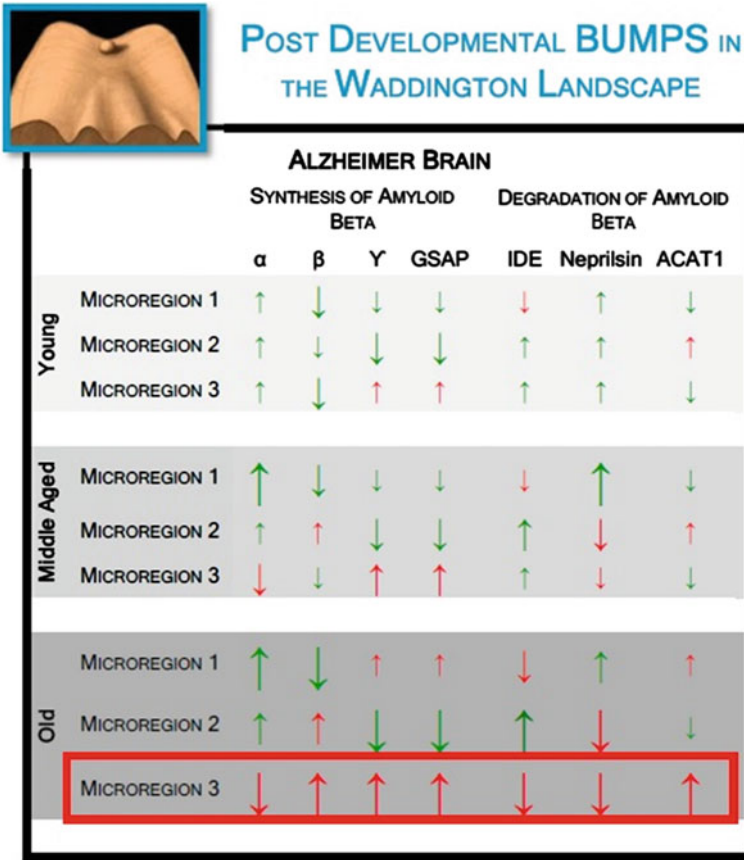 POST DEVELOPMENTAL BUMPS IN
THE WADDINGTON LANDSCAPE
ALZHEIMER BRAIN
SYNTHESIS OF AMYLOID BETA
DEGRADATION OF AMYLOID BETA
α β ϒ GSAP IDE Neprilsin ACAT1
Young
MICROREGION 1 ↑ ↓ ↓ ↓ ↓ ↑ ↓
MICROREGION 2 ↑ ↓ ↓ ↓ ↑ ↑ ↑
MICROREGION 3 ↑ ↓ ↑ ↑ ↑ ↑ ↓
Middle Aged
MICROREGION 1 ↑ ↓ ↓ ↓ ↓ ↑ ↓
MICROREGION 2 ↑ ↑ ↓ ↓ ↑ ↓ ↑
MICROREGION 3 ↓ ↓ ↑ ↑ ↑ ↓ ↓
Old
MICROREGION 1 ↑ ↓ ↑ ↑ ↓ ↑ ↑
MICROREGION 2 ↑ ↑ ↓ ↓ ↑ ↓ ↓
MICROREGION 3 ↓ ↑ ↑ ↑ ↓ ↓ ↑